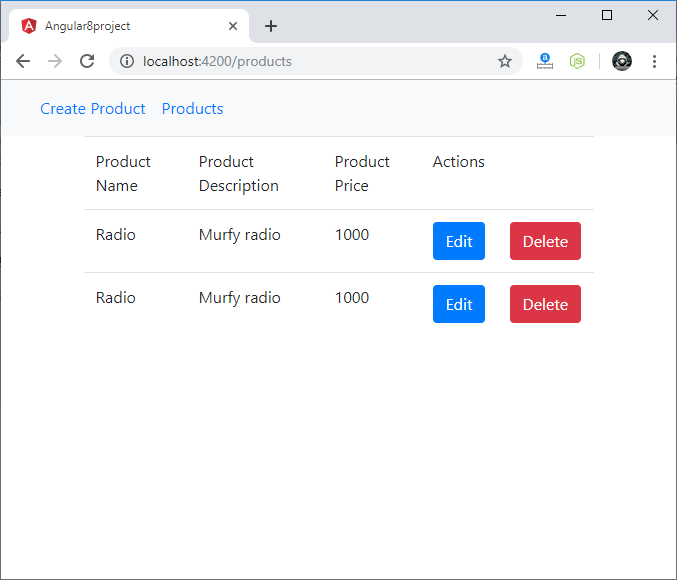 Angular8project
localhost:4200/products
Create Product Products
Product Name Product Description Product Price Actions
Radio Murfy radio 1000 Edit Delete
Radio Murfy radio 1000 Edit Delete